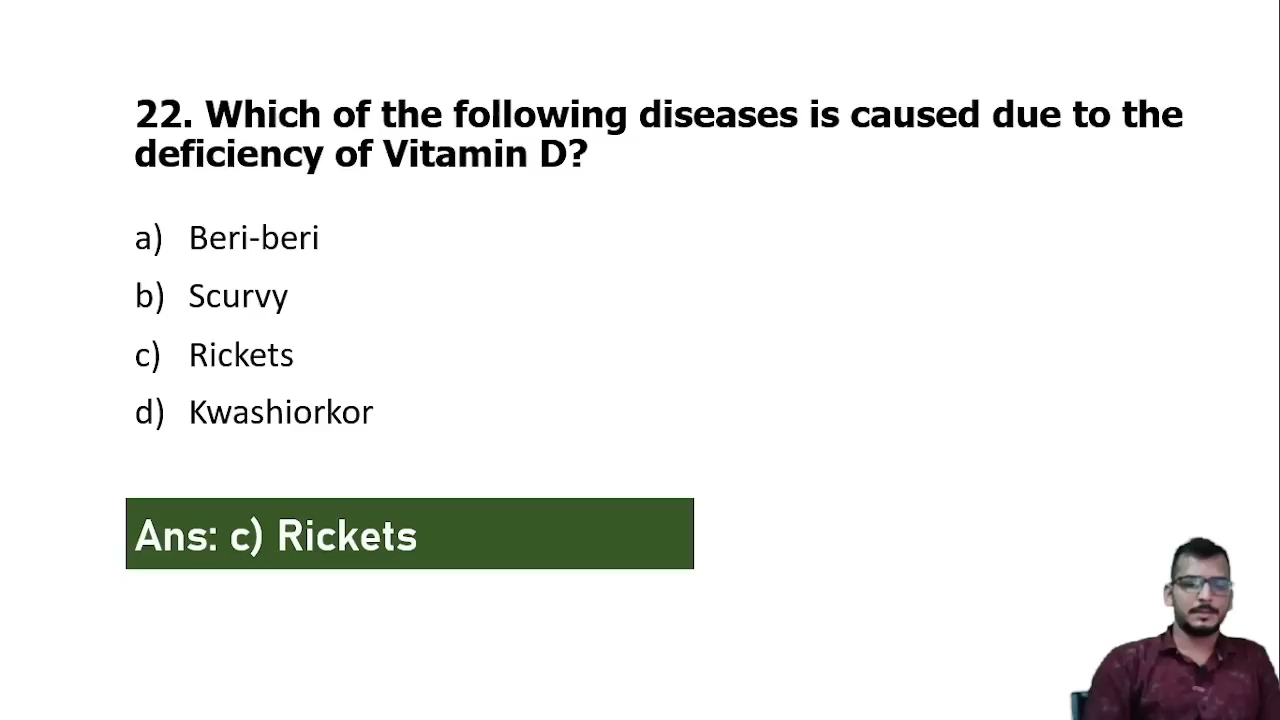 22. Which of the following diseases is caused due to the
deficiency of Vitamin D?
a) Beri-beri
b) Scurvy
c) Rickets
d) Kwashiorkor
Ans: c) Rickets